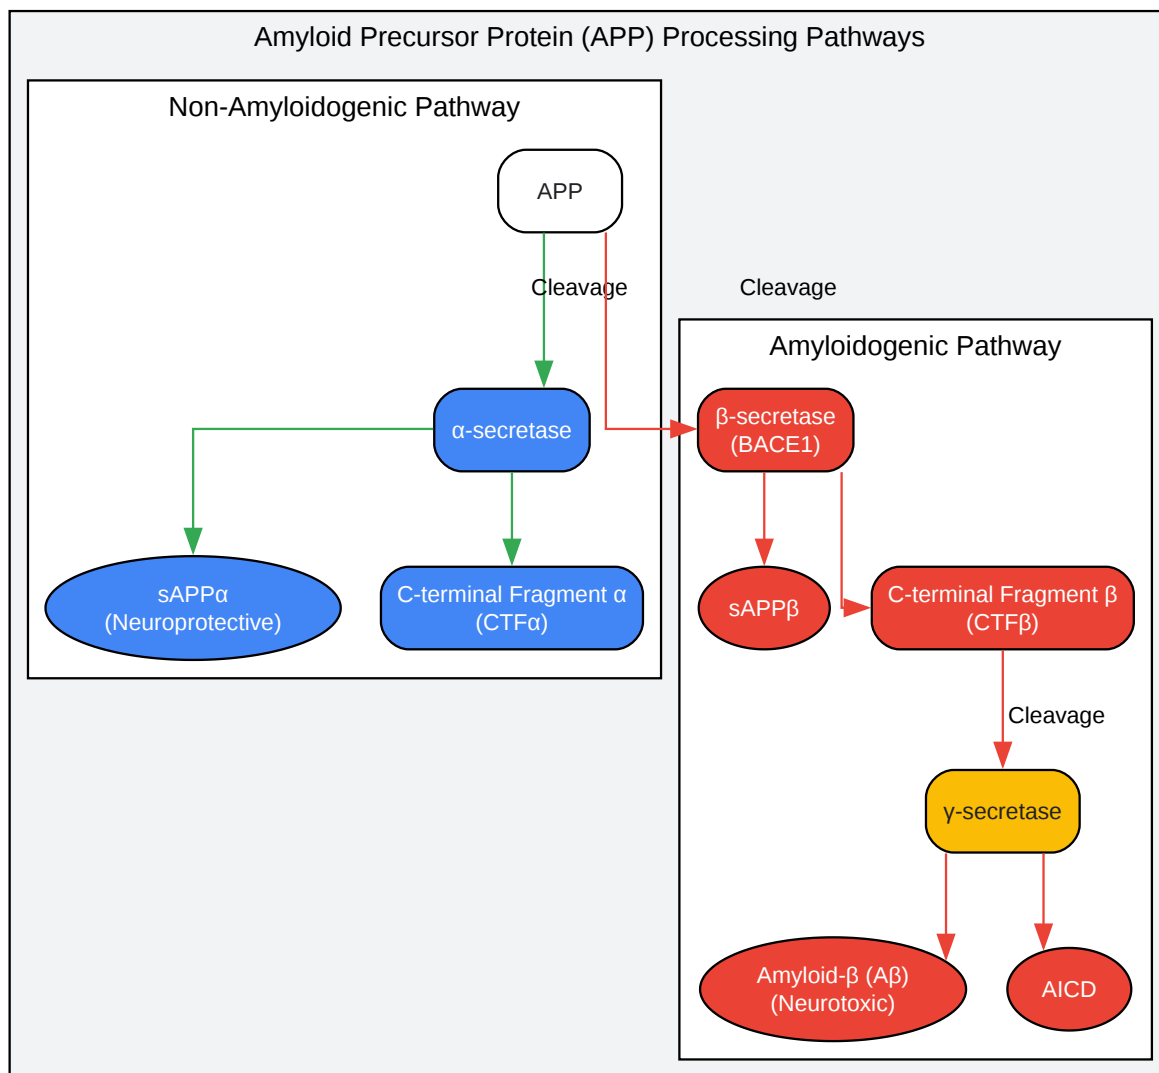 Amyloid Precursor Protein (APP) Processing Pathways
Non-Amyloidogenic Pathway
APP
Cleavage
Cleavage
Amyloidogenic Pathway
α-secretase
β-secretase
(BACE1)
sAPPα
(Neuroprotective)
C-terminal Fragment α
(CTFα)
sAPPβ
C-terminal Fragment β
(CTFβ)
Cleavage
γ-secretase
Amyloid-β (Aβ)
(Neurotoxic)
AICD